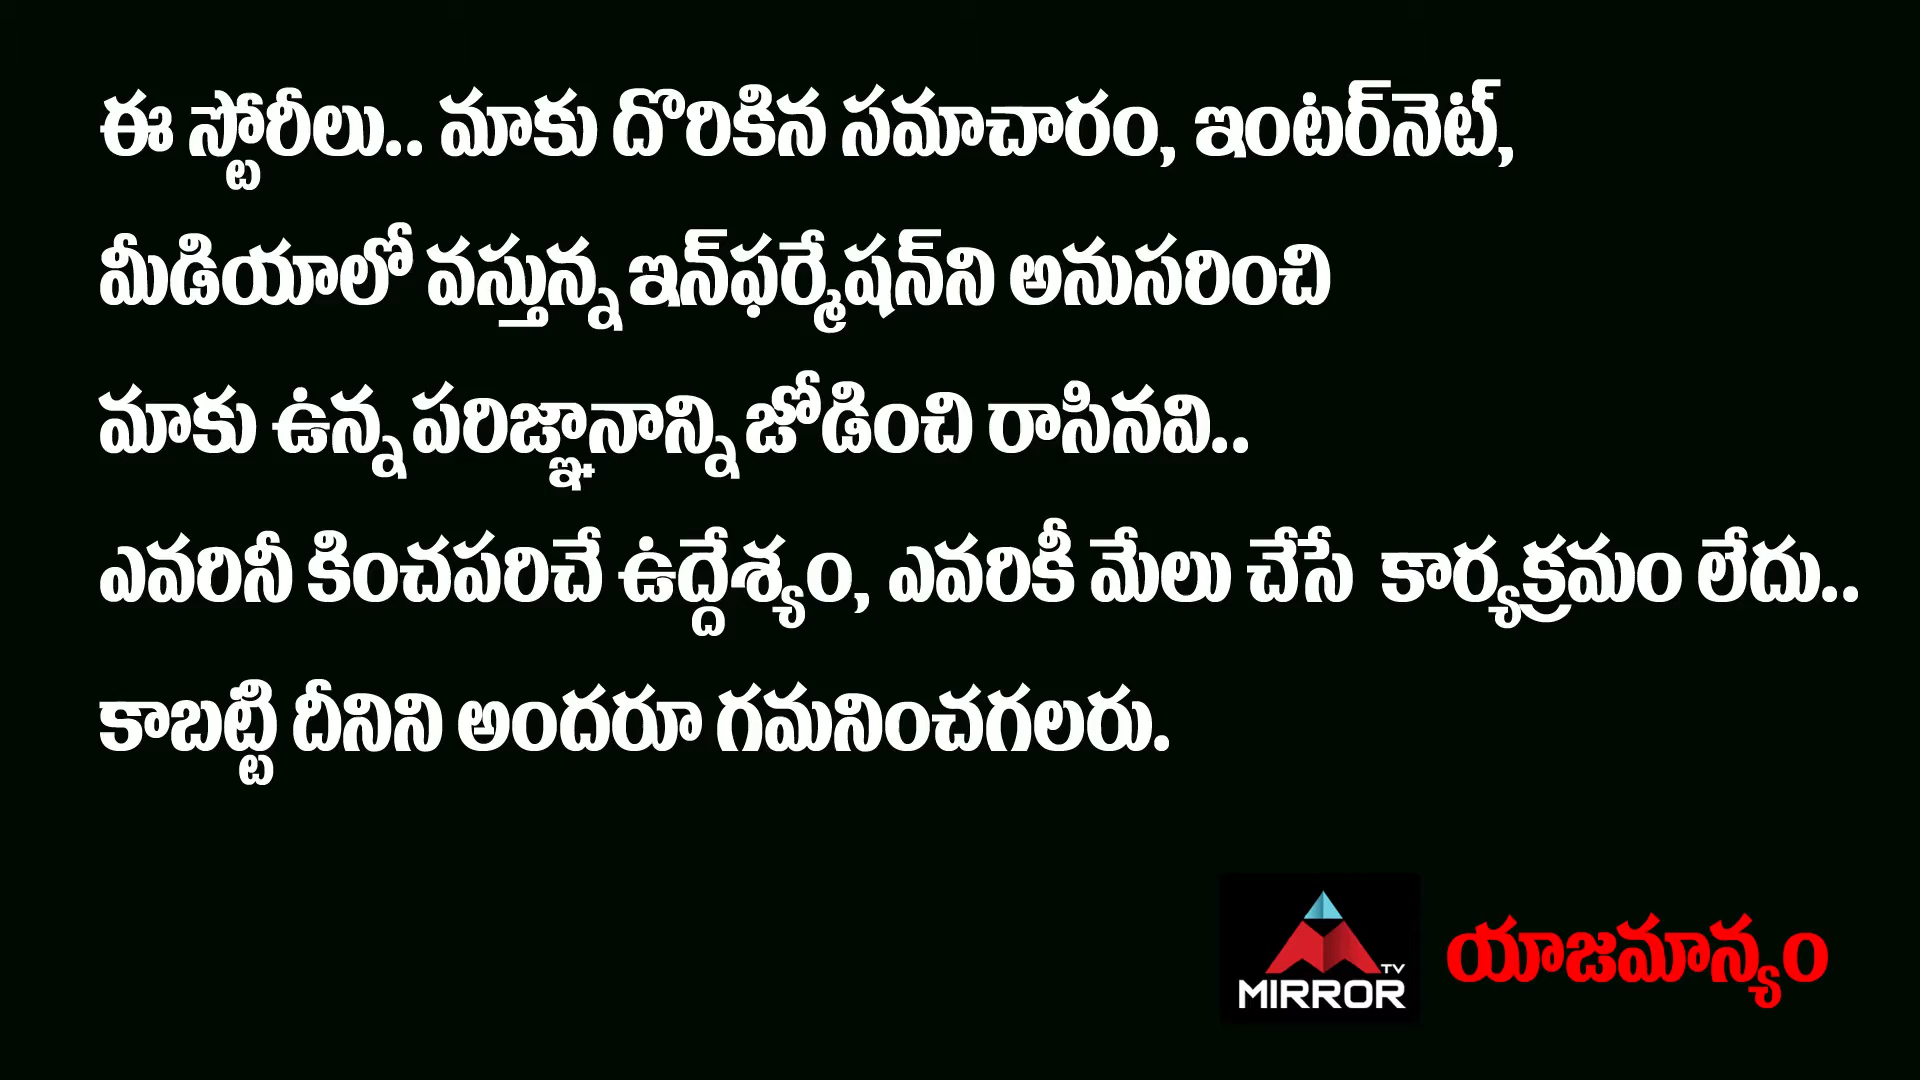 ఈ స్టోరీలు.. మాకు దొరికిన సమాచారం, ఇంటర్‌నెట్,
మీడియాలో వస్తున్న ఇన్‌ఫర్మేషన్‌ని అనుసరించి
మాకు ఉన్న పరిజ్ఞానాన్ని జోడించి రాసినవి..
ఎవరినీ కించపరిచే ఉద్దేశ్యం, ఎవరికీ మేలు చేసే కార్యక్రమం లేదు..
కాబట్టి దీనిని అందరూ గమనించగలరు.
TV
MIRROR
యాజమాన్యం